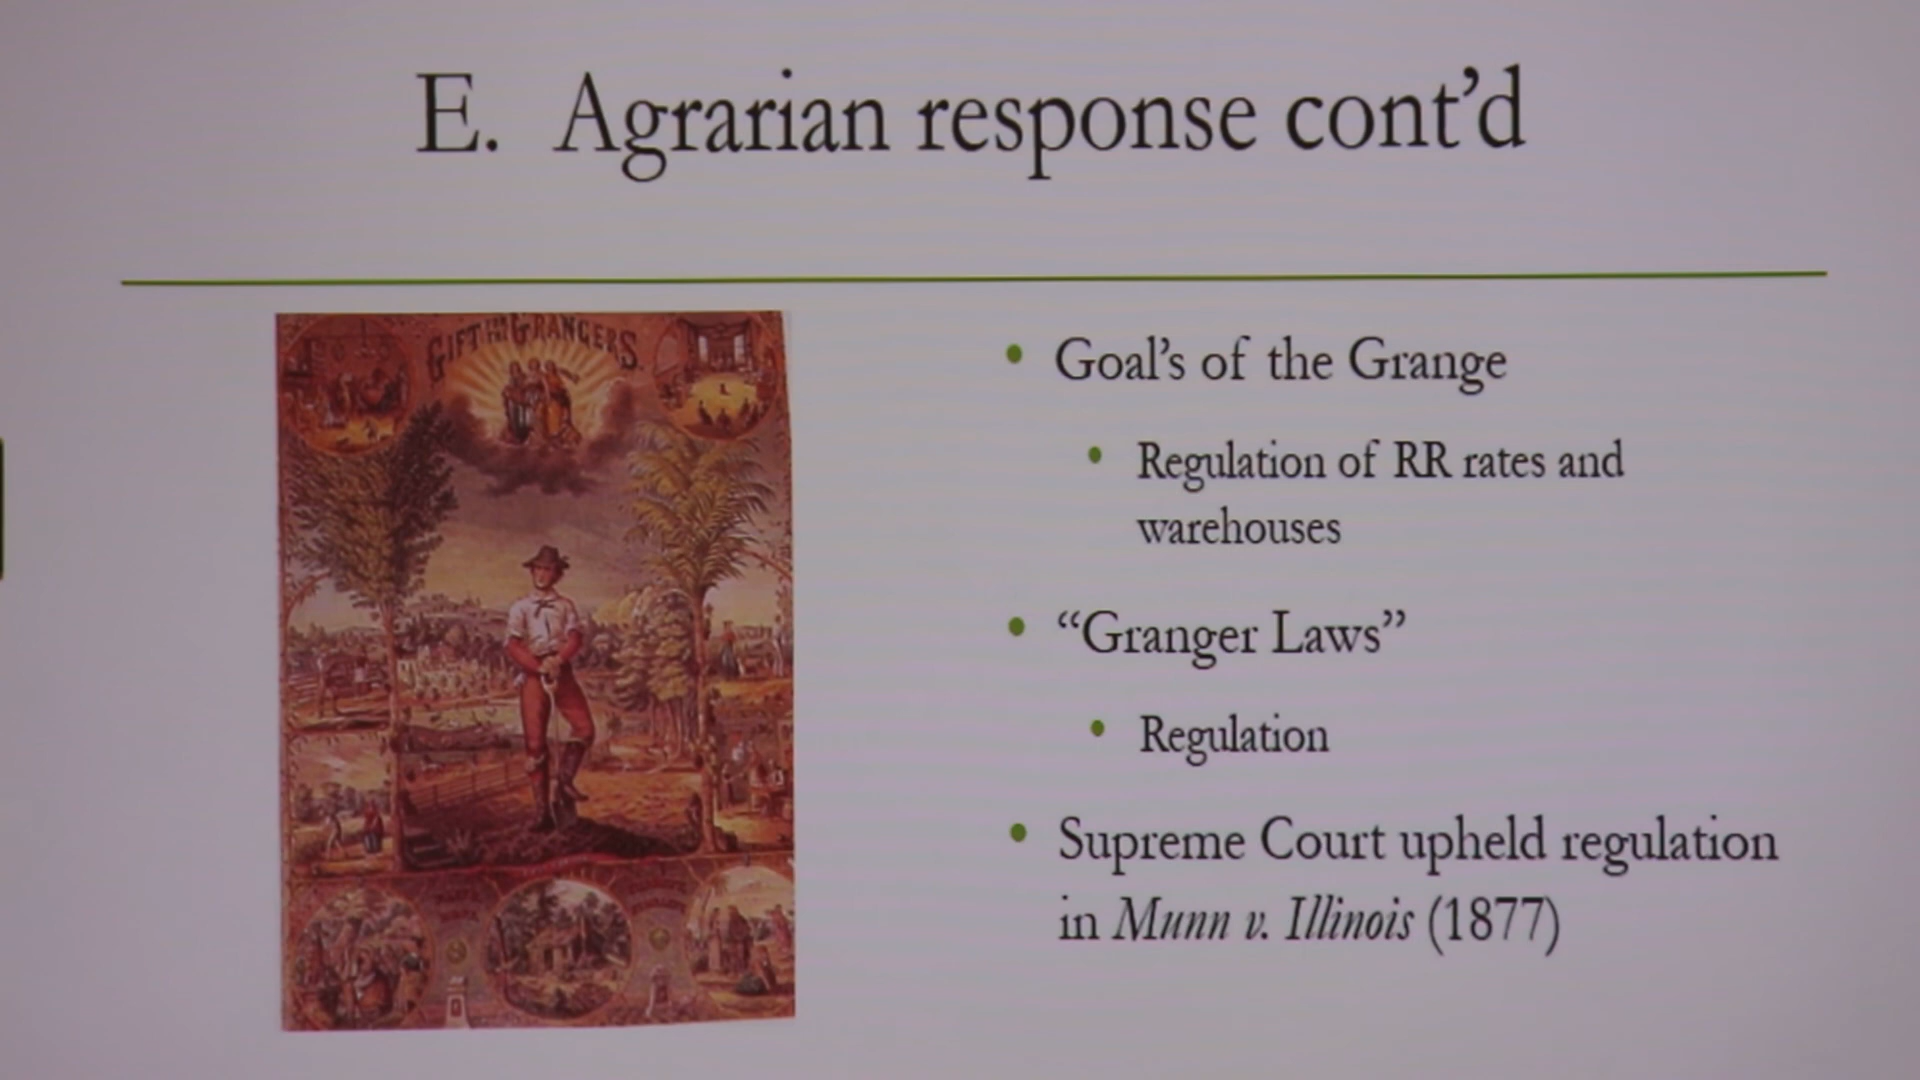 E. Agrarian response cont’d
GIFT FOR THE GRANGERS
• Goal’s of the Grange
• Regulation of RR rates and
warehouses
• “Granger Laws”
• Regulation
• Supreme Court upheld regulation
in Munn v. Illinois (1877)